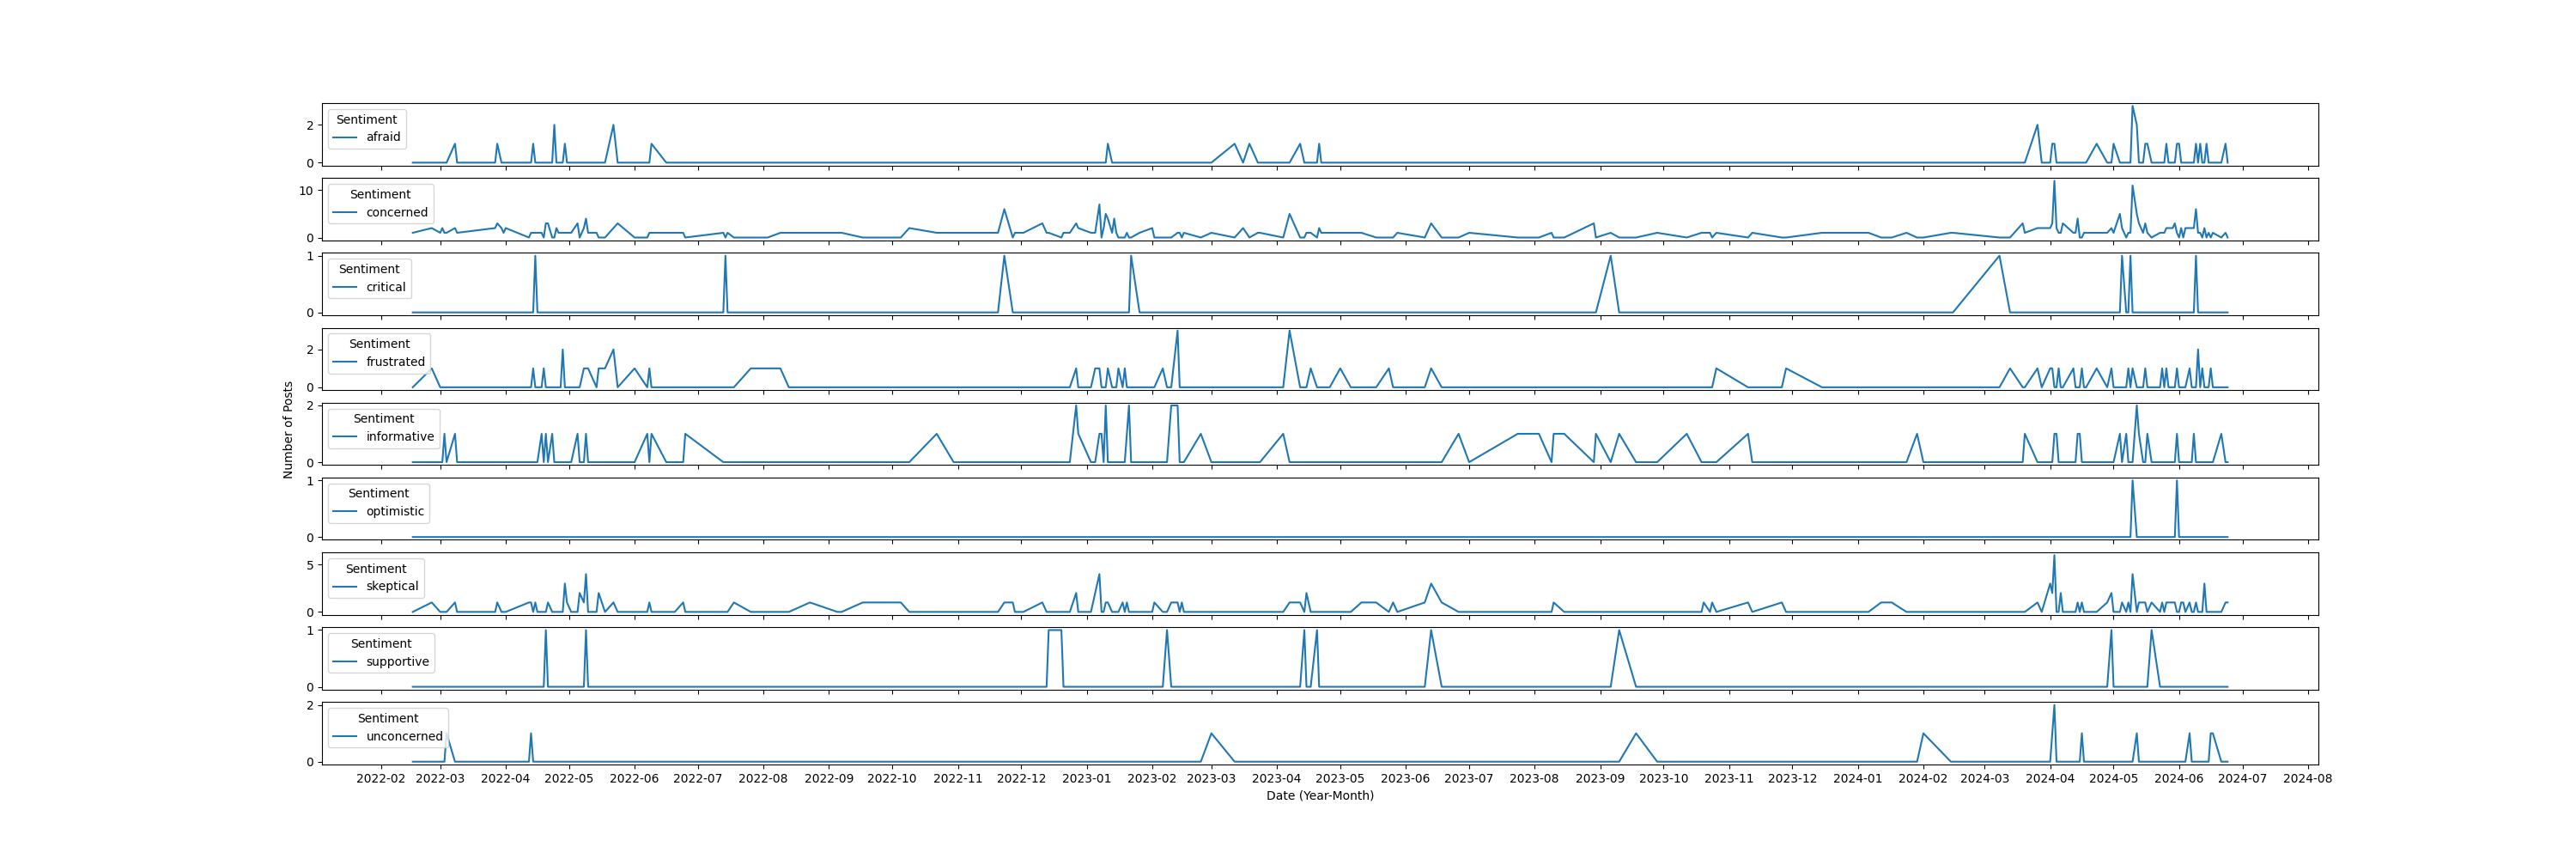 Sentiment
afraid
2
0
Sentiment
concerned
10
0
Sentiment
critical
1
0
Sentiment
frustrated
2
0
Number of Posts
Sentiment
informative
2
0
Sentiment
optimistic
1
0
Sentiment
skeptical
5
0
Sentiment
supportive
1
0
Sentiment
unconcerned
2
0
2022-02 2022-03 2022-04 2022-05 2022-06 2022-07 2022-08 2022-09 2022-10 2022-11 2022-12 2023-01 2023-02 2023-03 2023-04 2023-05 2023-06 2023-07 2023-08 2023-09 2023-10 2023-11 2023-12 2024-01 2024-02 2024-03 2024-04 2024-05 2024-06 2024-07 2024-08
Date (Year-Month)